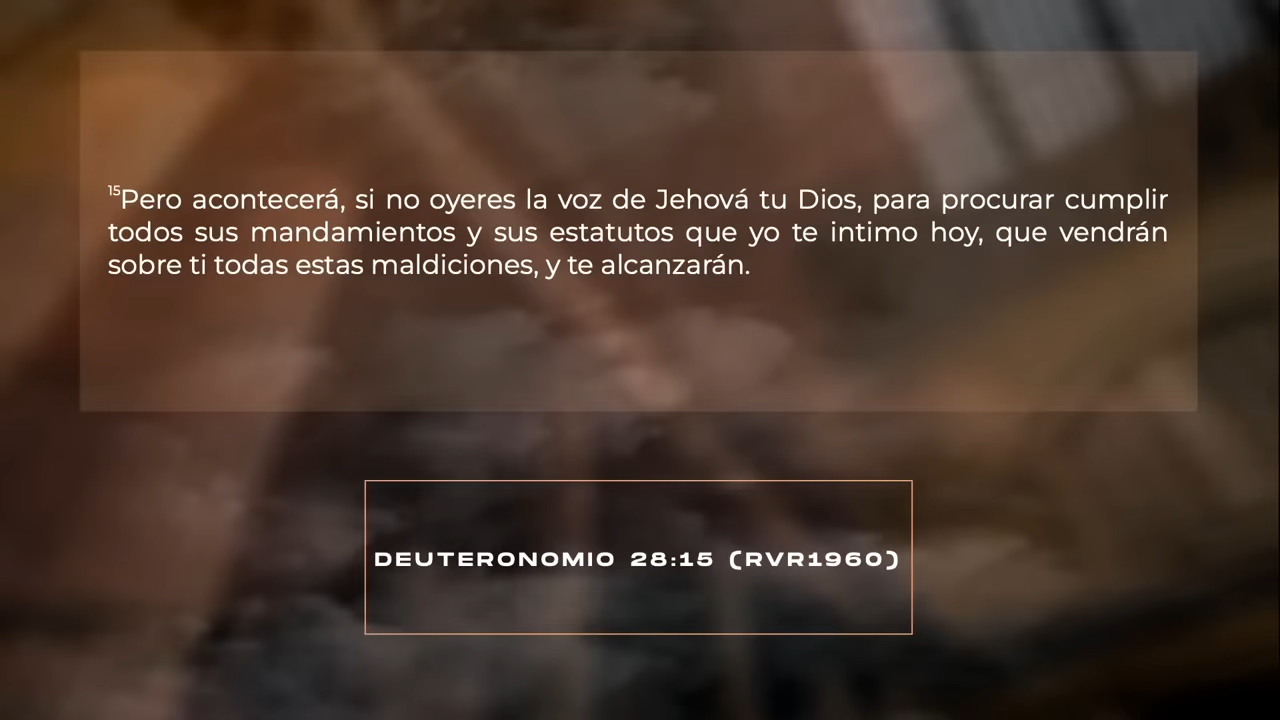 ¹⁵Pero acontecerá, si no oyeres la voz de Jehová tu Dios, para procurar cumplir
todos sus mandamientos y sus estatutos que yo te intimo hoy, que vendrán
sobre ti todas estas maldiciones, y te alcanzarán.
DEUTERONOMIO 28:15 (RVR1960)